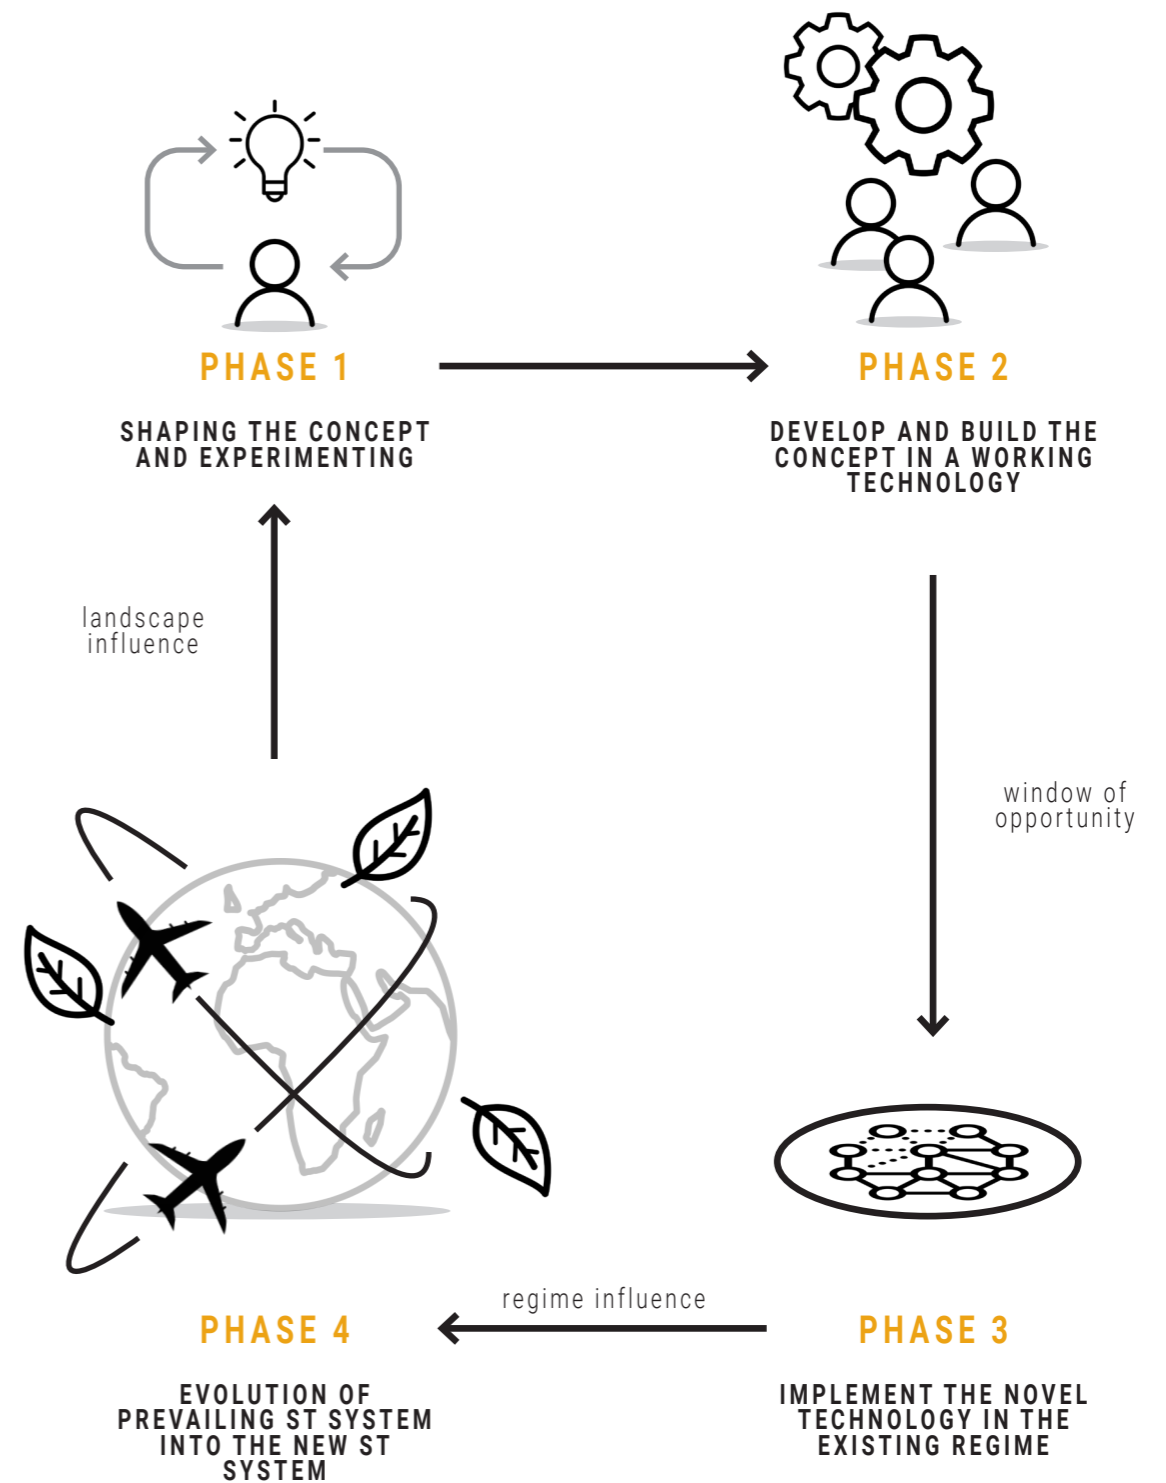 PHASE 1
SHAPING THE CONCEPT
AND EXPERIMENTING
PHASE 2
DEVELOP AND BUILD THE
CONCEPT IN A WORKING
TECHNOLOGY
landscape
influence
window of
opportunity
regime influence
PHASE 3
IMPLEMENT THE NOVEL
TECHNOLOGY IN THE
EXISTING REGIME
PHASE 4
EVOLUTION OF
PREVAILING ST SYSTEM
INTO THE NEW ST
SYSTEM